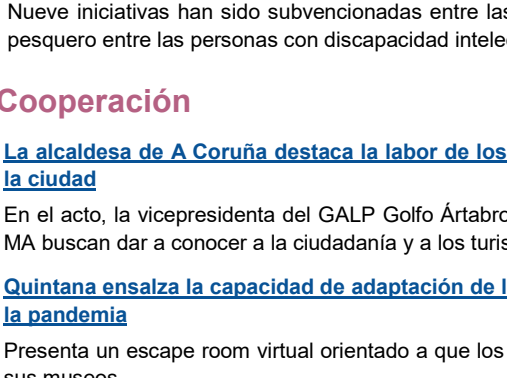 Nueve iniciativas han sido subvencionadas entre las
pesquero entre las personas con discapacidad
Cooperación
La alcaldesa de A Coruña destaca la labor de los
la ciudad
En el acto, la vicepresidenta del GALP Golfo Ártabro
MA buscan dar a conocer a la ciudadanía y a los
Quintana ensalza la capacidad de adaptación de
la pandemia
Presenta un escape room virtual orientado a que los
sus museos